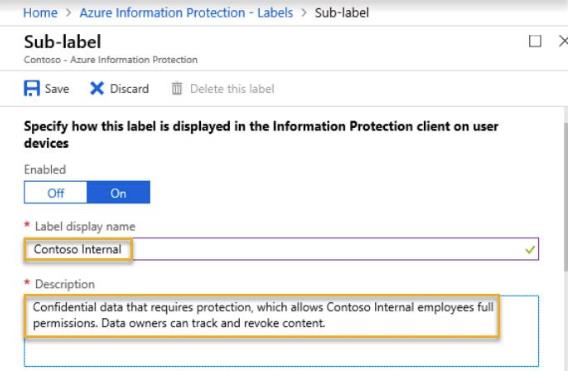 Home > Azure Information Protection - Labels > Sub-label
Sub-label
Contoso - Azure Information Protection
Save Discard Delete this label
Specify how this label is displayed in the Information Protection client on user
devices
Enabled
Off On
* Label display name
Contoso Internal
* Description
Confidential data that requires protection, which allows Contoso Internal employees full
permissions. Data owners can track and revoke content.